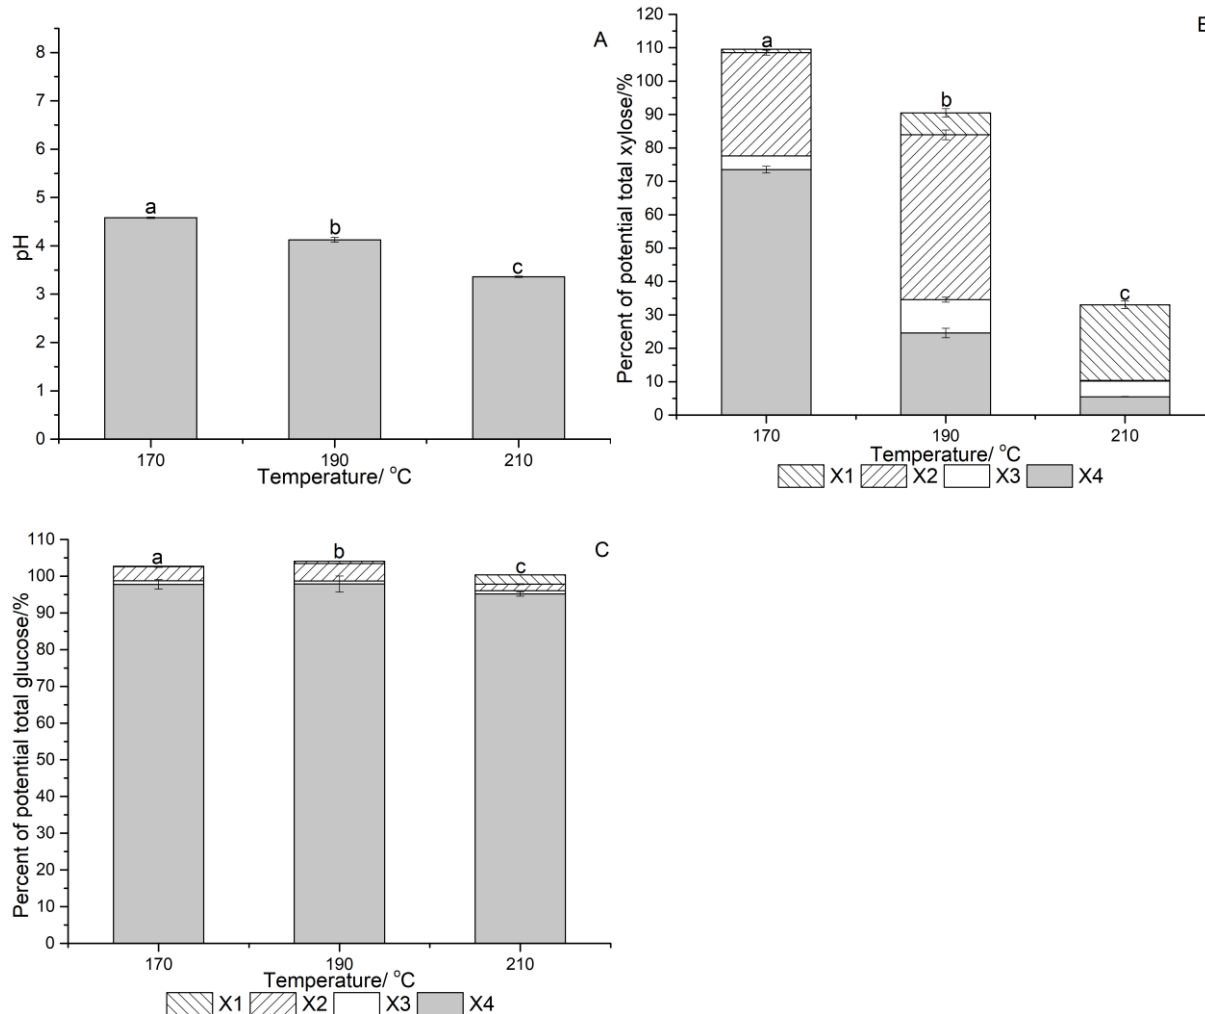 A
pH
8
7
6
5
4
3
2
1
0
a
b
c
170
190
210
Temperature/ °C
B
Percent of potential total xylose/%
120
110
100
90
80
70
60
50
40
30
20
10
0
a
b
c
170
190
210
Temperature/ °C
X1 X2 X3 X4
C
Percent of potential total glucose/%
110
100
90
80
70
60
50
40
30
20
10
0
a
b
c
170
190
210
Temperature/ °C
X1 X2 X3 X4